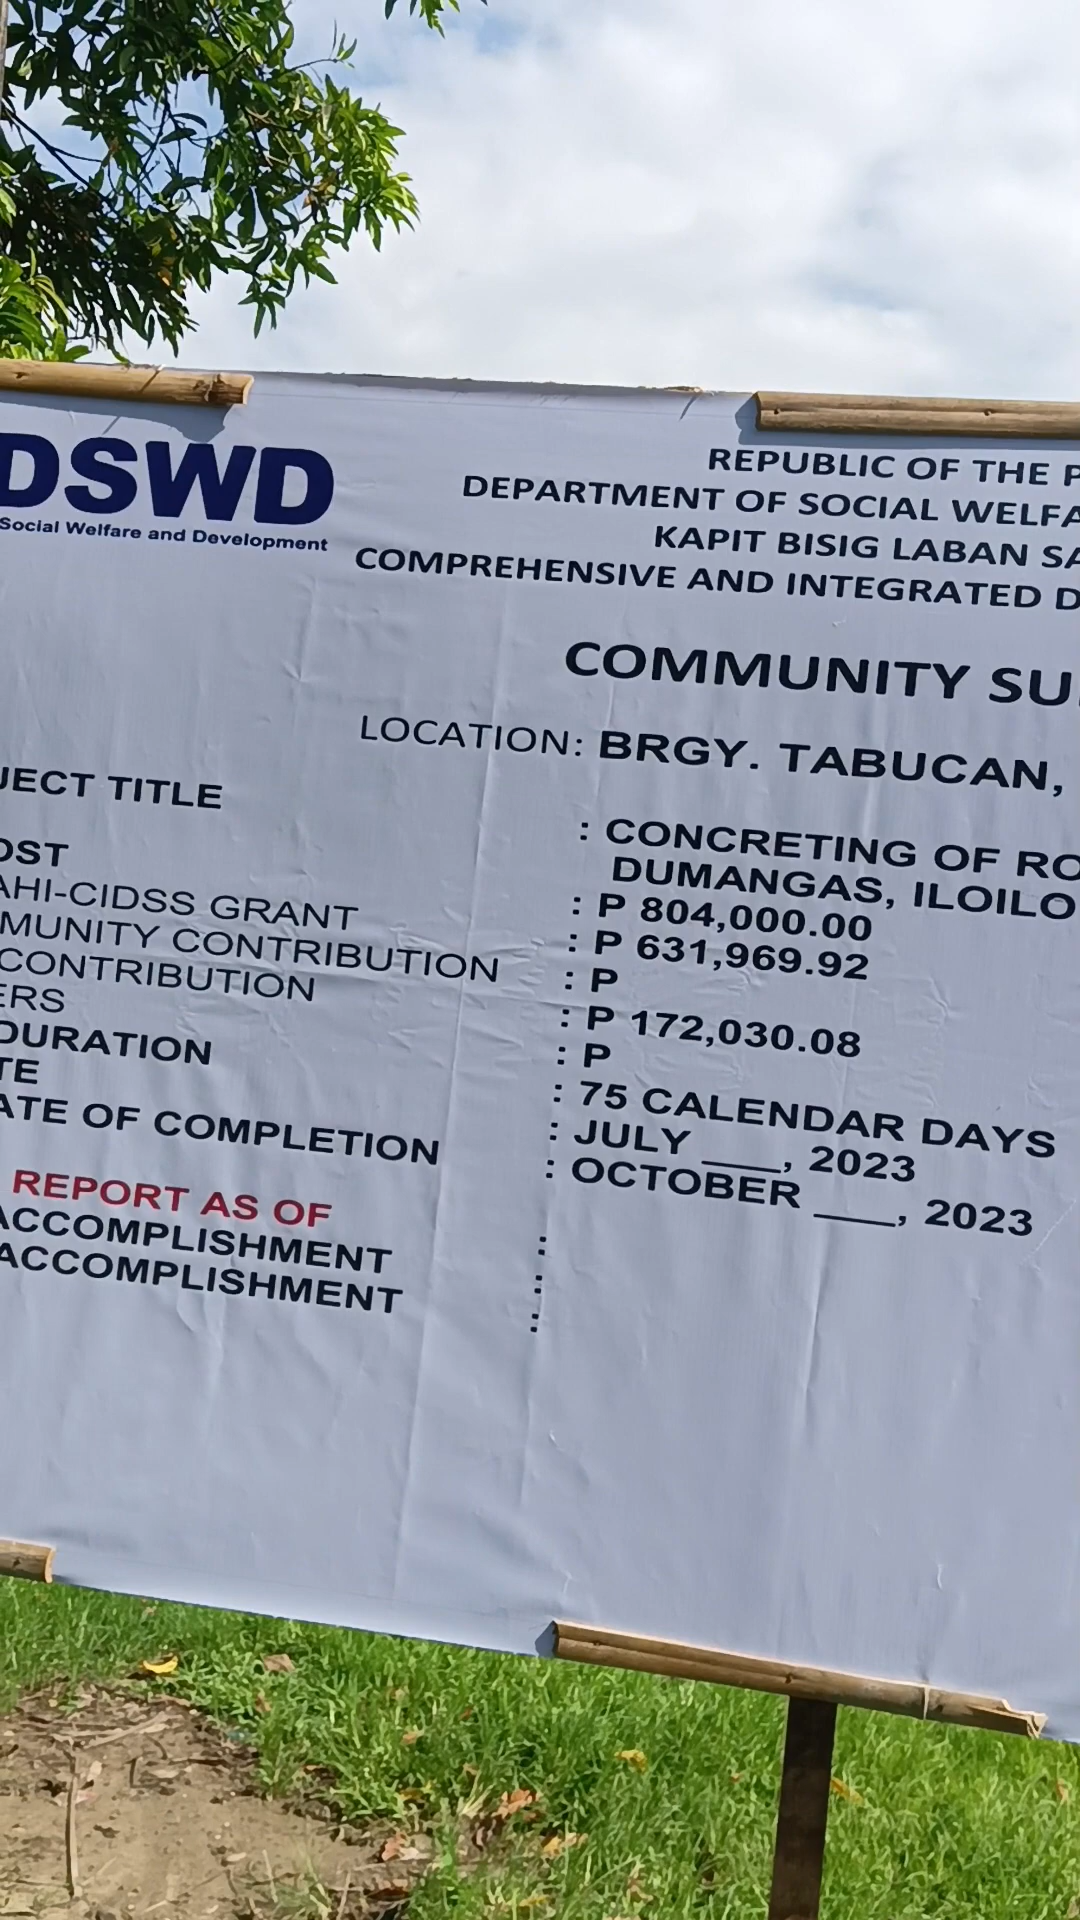 DSWD
Social Welfare and Development
REPUBLIC OF THE P
DEPARTMENT OF SOCIAL WELFA
KAPIT BISIG LABAN SA
COMPREHENSIVE AND INTEGRATED D
COMMUNITY SU
LOCATION: BRGY. TABUCAN,
JECT TITLE : CONCRETING OF RO
DUMANGAS, ILOILO
OST : P 804,000.00
AHI-CIDSS GRANT : P 631,969.92
MUNITY CONTRIBUTION : P
CONTRIBUTION : P 172,030.08
ERS : P
DURATION : 75 CALENDAR DAYS
TE : JULY ___, 2023
ATE OF COMPLETION : OCTOBER ___, 2023
REPORT AS OF :
ACCOMPLISHMENT :
ACCOMPLISHMENT :